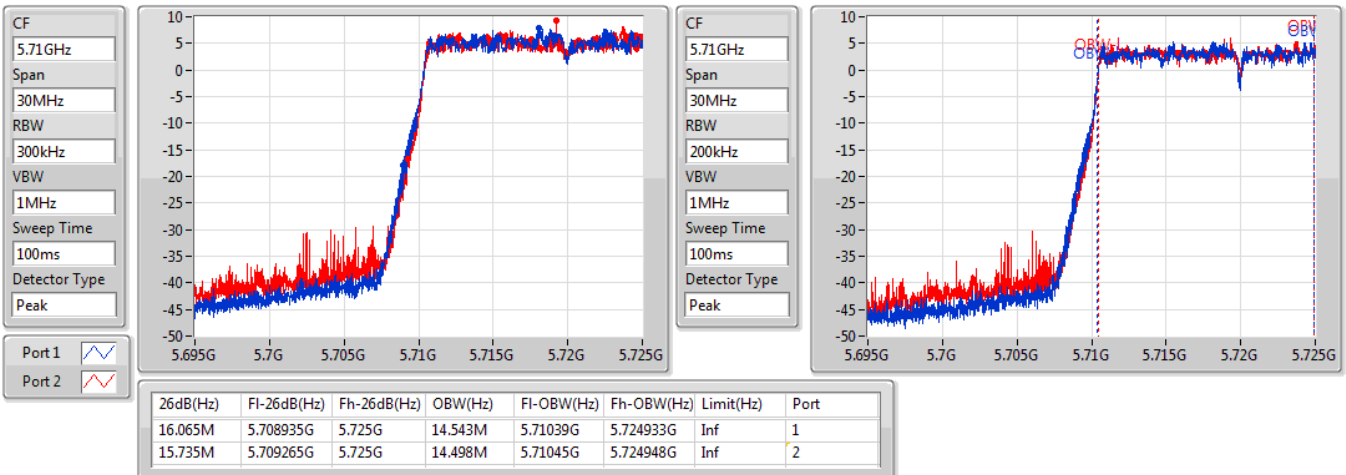 CF
5.71GHz
Span
30MHz
RBW
300kHz
VBW
1MHz
Sweep Time
100ms
Detector Type
Peak
Port 1
Port 2
10
5
0
-5
-10
-15
-20
-25
-30
-35
-40
-45
-50
5.695G 5.7G 5.705G 5.71G 5.715G 5.72G 5.725G
CF
5.71GHz
Span
30MHz
RBW
200kHz
VBW
1MHz
Sweep Time
100ms
Detector Type
Peak
10
5
0
-5
-10
-15
-20
-25
-30
-35
-40
-45
-50
5.695G 5.7G 5.705G 5.71G 5.715G 5.72G 5.725G
26dB(Hz) Fl-26dB(Hz) Fh-26dB(Hz) OBW(Hz) Fl-OBW(Hz) Fh-OBW(Hz) Limit(Hz) Port
16.065M 5.708935G 5.725G 14.543M 5.71039G 5.724933G Inf 1
15.735M 5.709265G 5.725G 14.498M 5.71045G 5.724948G Inf 2